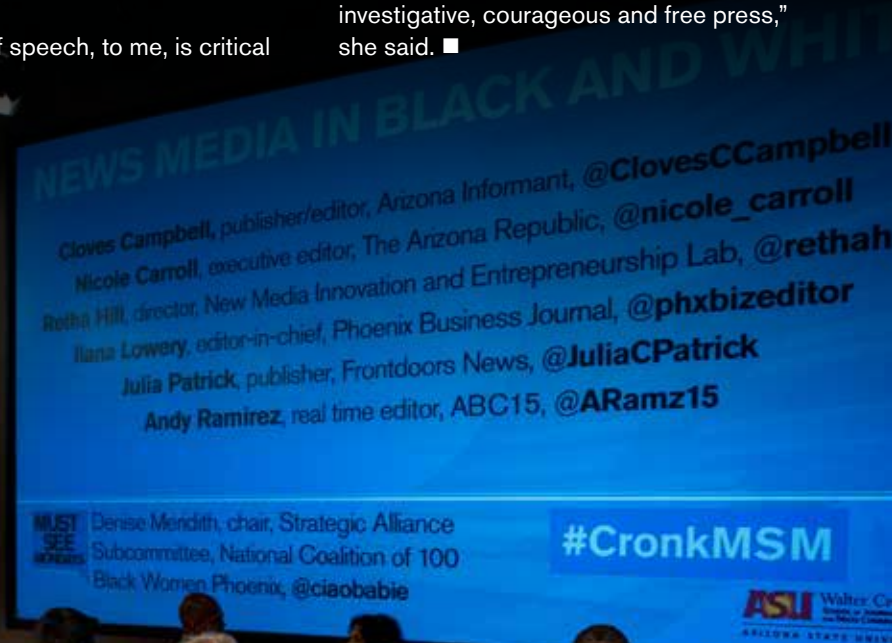 f speech, to me, is critical
investigative, courageous and free press,”
she said. ■
NEWS MEDIA IN BLACK AND WHIT
Cloves Campbell, publisher/editor, Arizona Informant, @ClovesCCampbell
Nicole Carroll, executive editor, The Arizona Republic, @nicole_carroll
Retha Hill, director, New Media Innovation and Entrepreneurship Lab, @rethah
Ilana Lowery, editor-in-chief, Phoenix Business Journal, @phxbizeditor
Julia Patrick, publisher, Frontdoors News, @JuliaCPatrick
Andy Ramirez, real time editor, ABC15, @ARamz15
MUST
SEE
MONDAYS
Denise Meridith, chair, Strategic Alliance
Subcommittee, National Coalition of 100
Black Women Phoenix, @ciaobabie
#CronkMSM
ASU
Walter Cr
ARIZONA STATE UNIV